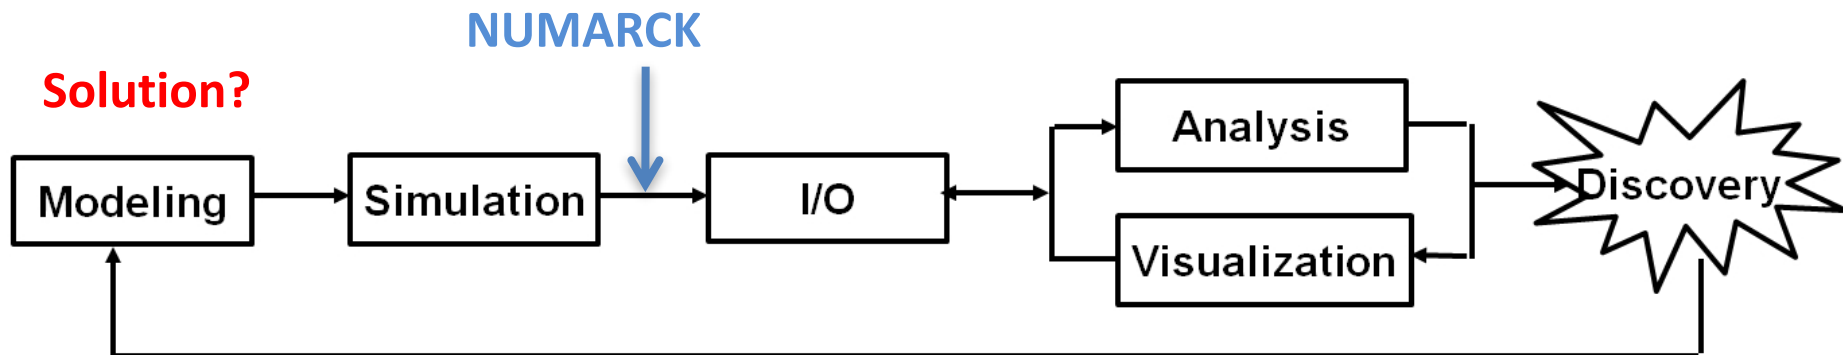 NUMARCK
Solution?
Modeling
Simulation
I/O
Analysis
Visualization
Discovery